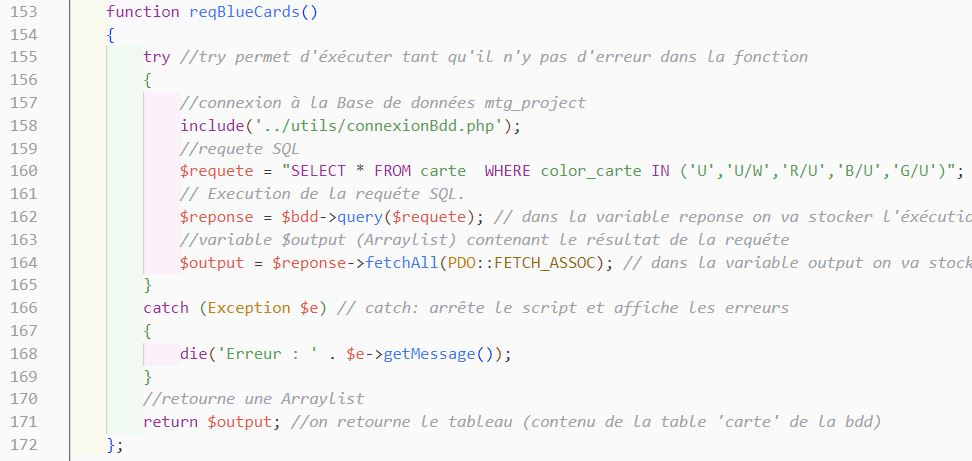 153 function reqBlueCards()
154 {
155 try //try permet d'éxécuter tant qu'il n'y pas d'erreur dans la fonction
156 {
157 //connexion à la Base de données mtg_project
158 include('../utils/connexionBdd.php');
159 //requete SQL
160 $requete = "SELECT * FROM carte  WHERE color_carte IN ('U','U/W','R/U','B/U','G/U')";
161 // Execution de la requéte SQL.
162 $reponse = $bdd->query($requete); // dans la variable reponse on va stocker l'éxécutio
163 //variable $output (Arraylist) contenant le résultat de la requéte
164 $output = $reponse->fetchAll(PDO::FETCH_ASSOC); // dans la variable output on va stock
165 }
166 catch (Exception $e) // catch: arrête le script et affiche les erreurs
167 {
168 die('Erreur : ' . $e->getMessage());
169 }
170 //retourne une Arraylist
171 return $output; //on retourne le tableau (contenu de la table 'carte' de la bdd)
172 };